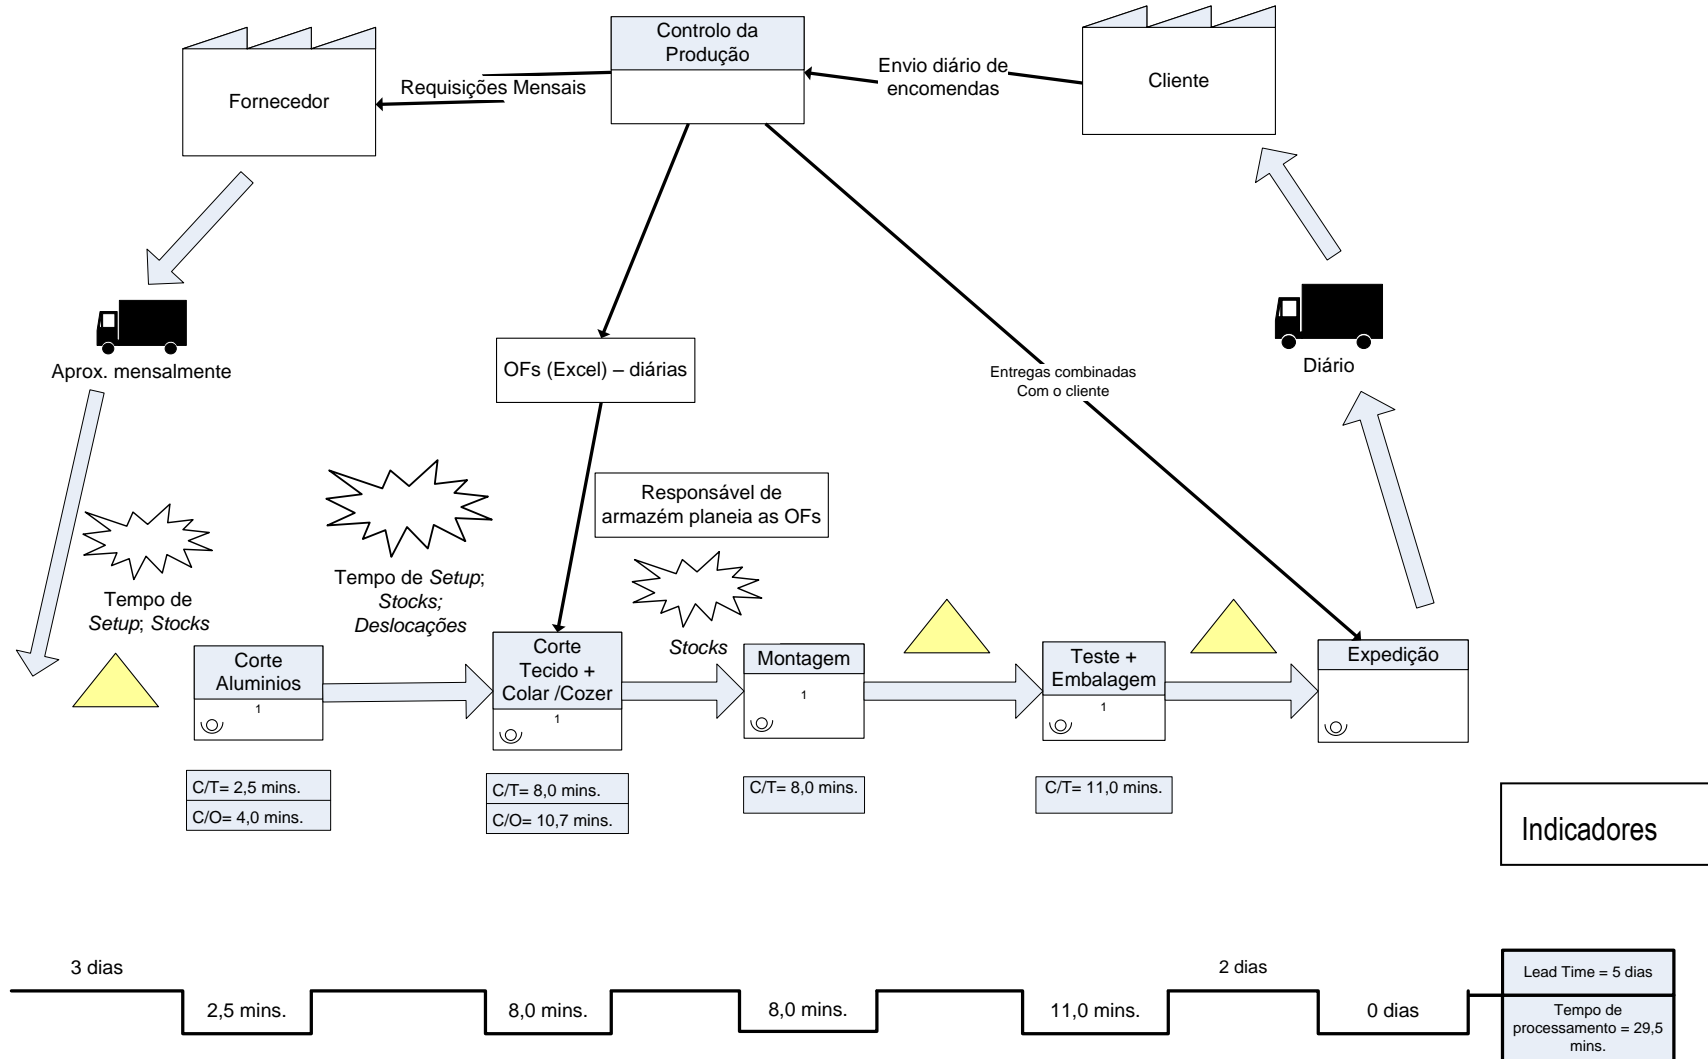 Controlo da
Produção
Fornecedor
Requisições Mensais
Envio diário de
encomendas
Cliente
Aprox. mensalmente
OFs (Excel) – diárias
Entregas combinadas
Com o cliente
Diário
Responsável de
armazém planeia as OFs
Tempo de
Setup; Stocks
Tempo de Setup;
Stocks;
Deslocações
Stocks
Corte
Aluminios
1
Corte
Tecido +
Colar /Cozer
1
Montagem
1
Teste +
Embalagem
1
Expedição
C/T= 2,5 mins.
C/O= 4,0 mins.
C/T= 8,0 mins.
C/O= 10,7 mins.
C/T= 8,0 mins.
C/T= 11,0 mins.
Indicadores
3 dias
2,5 mins.
8,0 mins.
8,0 mins.
11,0 mins.
2 dias
0 dias
Lead Time = 5 dias
Tempo de
processamento = 29,5
mins.